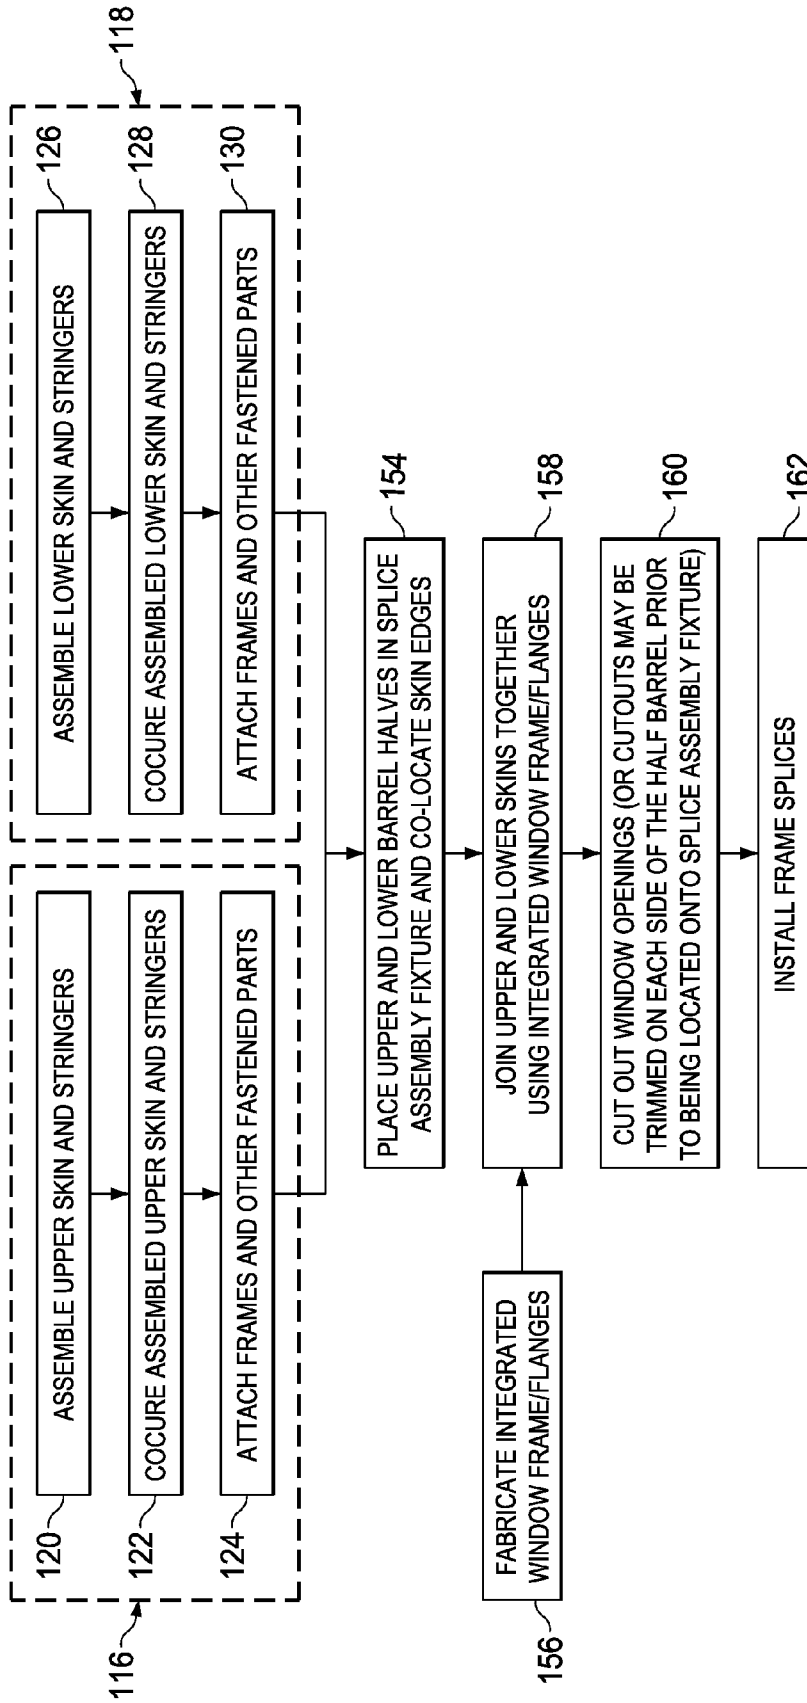 116
118
120
ASSEMBLE UPPER SKIN AND STRINGERS
122
COCURE ASSEMBLED UPPER SKIN AND STRINGERS
124
ATTACH FRAMES AND OTHER FASTENED PARTS
126
ASSEMBLE LOWER SKIN AND STRINGERS
128
COCURE ASSEMBLED LOWER SKIN AND STRINGERS
130
ATTACH FRAMES AND OTHER FASTENED PARTS
154
PLACE UPPER AND LOWER BARREL HALVES IN SPLICE
ASSEMBLY FIXTURE AND CO-LOCATE SKIN EDGES
156
FABRICATE INTEGRATED
WINDOW FRAME/FLANGES
158
JOIN UPPER AND LOWER SKINS TOGETHER
USING INTEGRATED WINDOW FRAME/FLANGES
160
CUT OUT WINDOW OPENINGS (OR CUTOUTS MAY BE
TRIMMED ON EACH SIDE OF THE HALF BARREL PRIOR
TO BEING LOCATED ONTO SPLICE ASSEMBLY FIXTURE)
162
INSTALL FRAME SPLICES